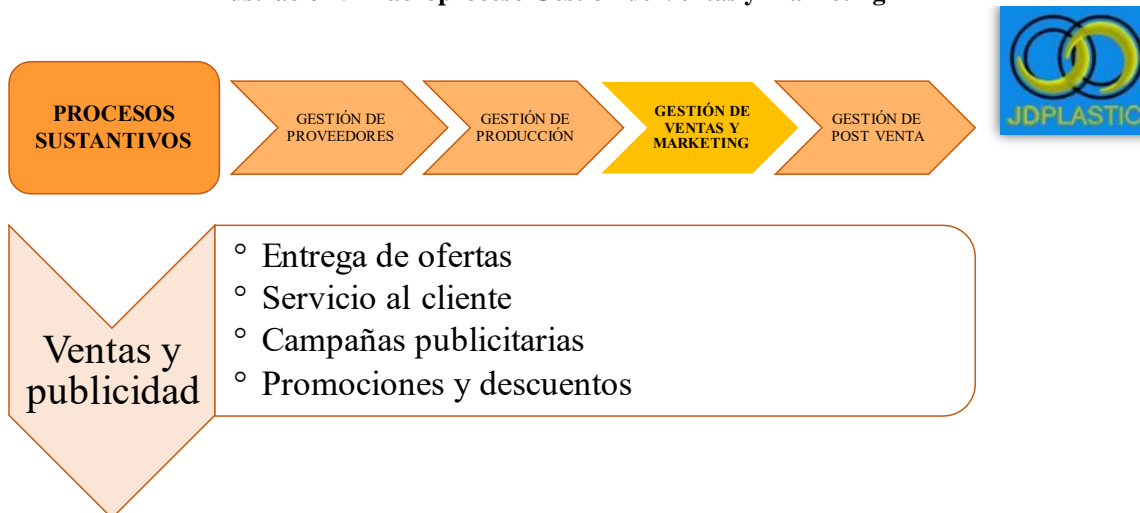 PROCESOS
SUSTANTIVOS
GESTIÓN DE
PROVEEDORES
GESTIÓN DE
PRODUCCIÓN
GESTIÓN DE
VENTAS Y
MARKETING
GESTIÓN DE
POST VENTA
JDPLASTIC
Ventas y
publicidad
° Entrega de ofertas
° Servicio al cliente
° Campañas publicitarias
° Promociones y descuentos